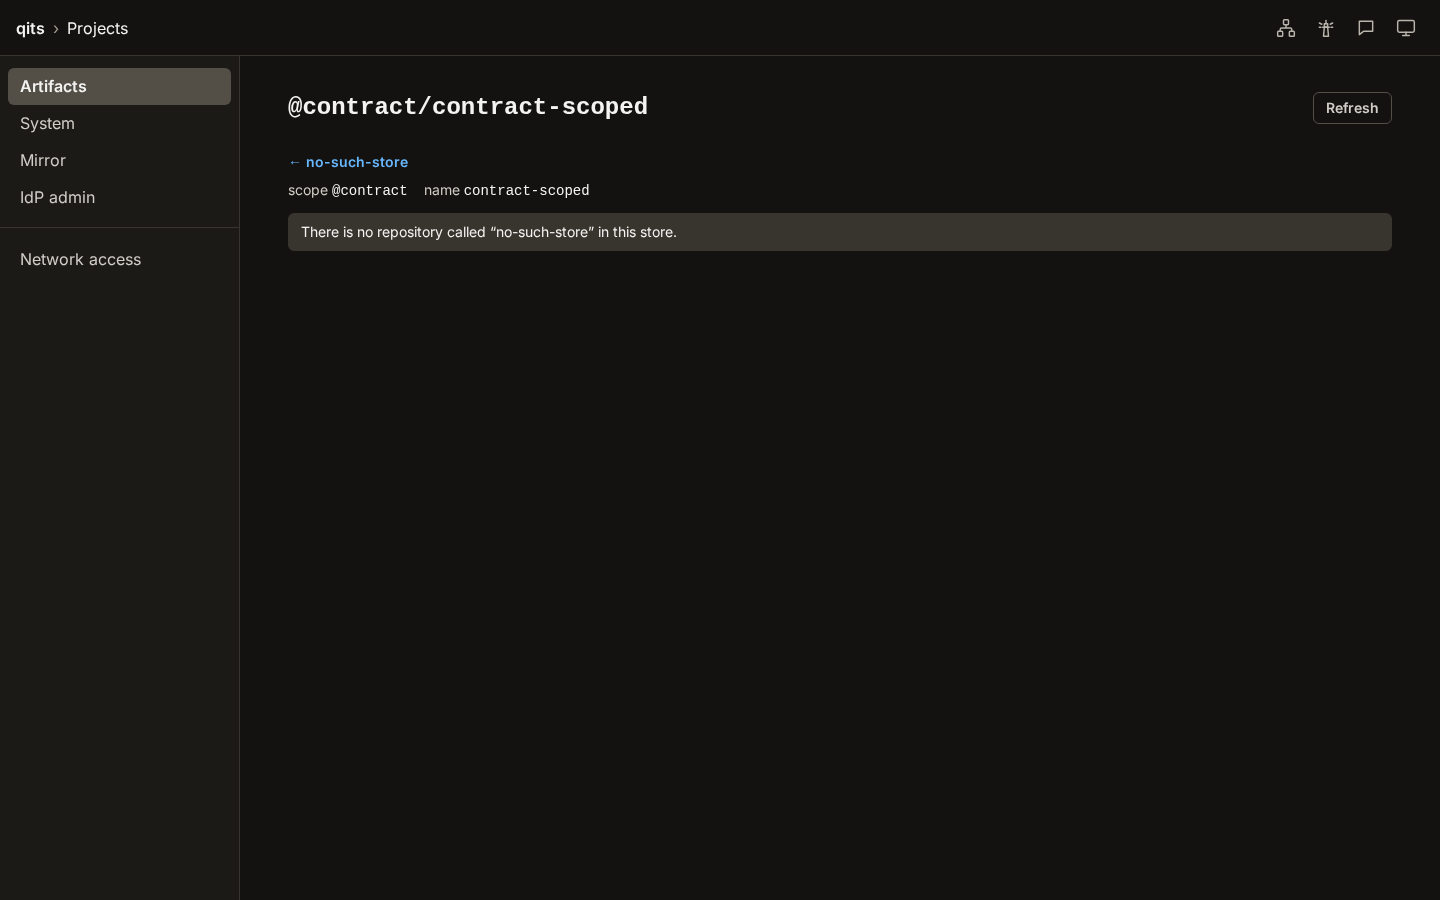 qits › Projects
Artifacts
System
Mirror
IdP admin
Network access
@contract/contract-scoped
Refresh
← no-such-store
scope @contract name contract-scoped
There is no repository called “no-such-store” in this store.